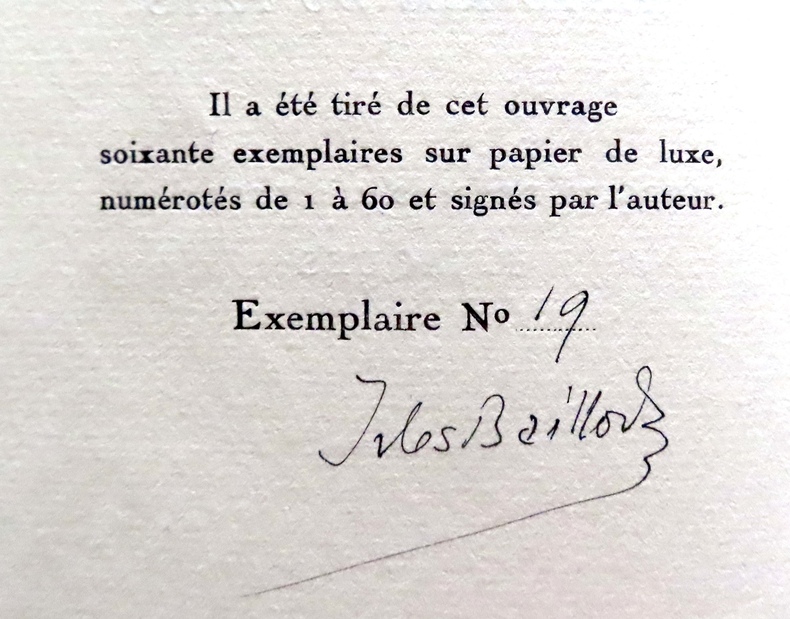 Il a été tiré de cet ouvrage
soixante exemplaires sur papier de luxe,
numérotés de 1 à 60 et signés par l'auteur.
Exemplaire Nº 19
Jules Baillods